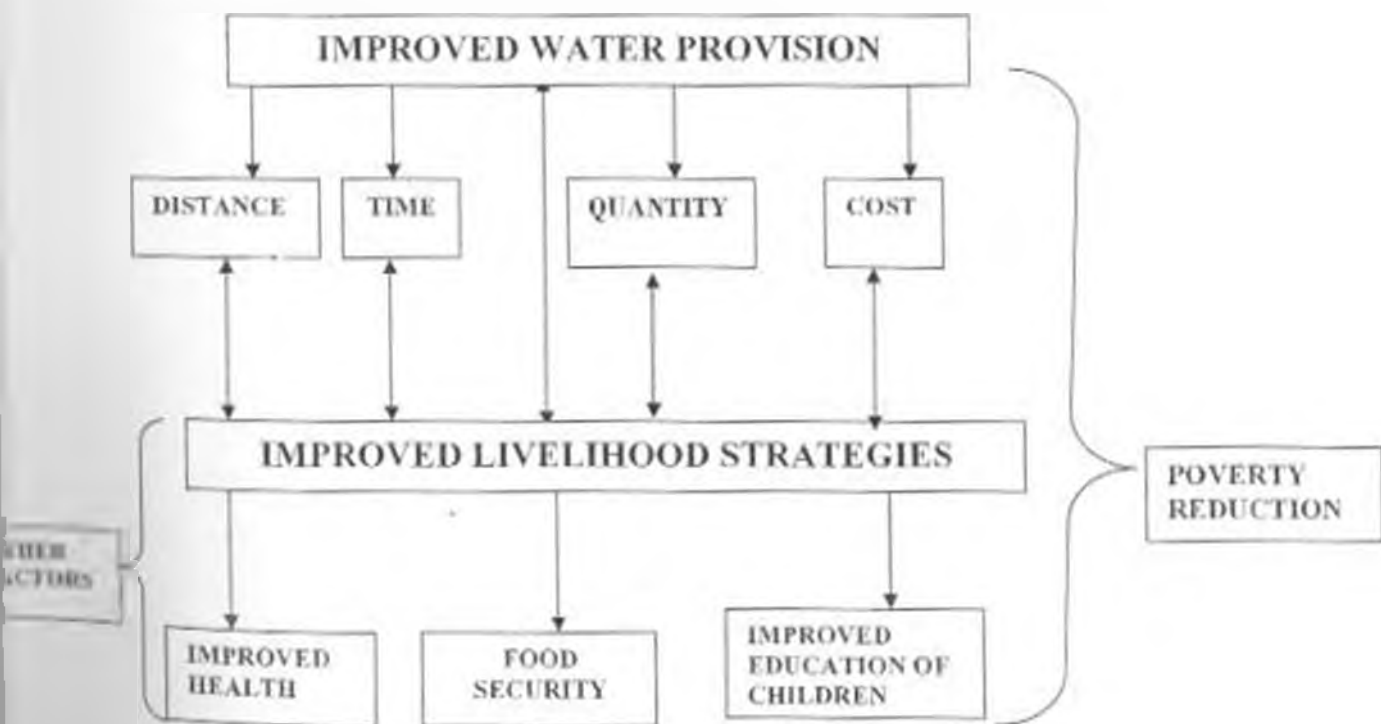 IMPROVED WATER PROVISION
DISTANCE
TIME
QUANTITY
COST
IMPROVED LIVELIHOOD STRATEGIES
POVERTY
REDUCTION
IMPROVED
HEALTH
FOOD
SECURITY
IMPROVED
EDUCATION OF
CHILDREN